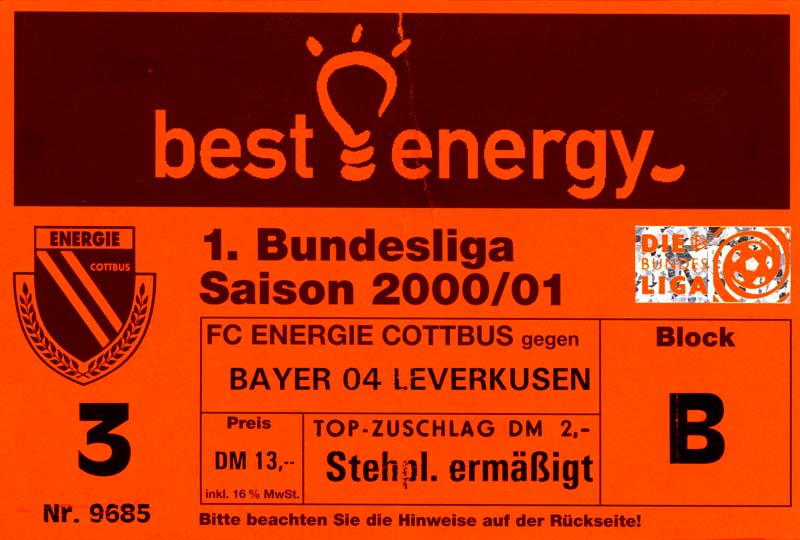 best energy
ENERGIE
COTTBUS
1. Bundesliga
Saison 2000/01
DIE
BUNDES
LIGA
FC ENERGIE COTTBUS gegen
BAYER 04 LEVERKUSEN
Block
B
3
Nr. 9685
Preis
DM 13,--
inkl. 16 % MwSt.
TOP-ZUSCHLAG DM 2,-
Stehpl. ermäßigt
Bitte beachten Sie die Hinweise auf der Rückseite!